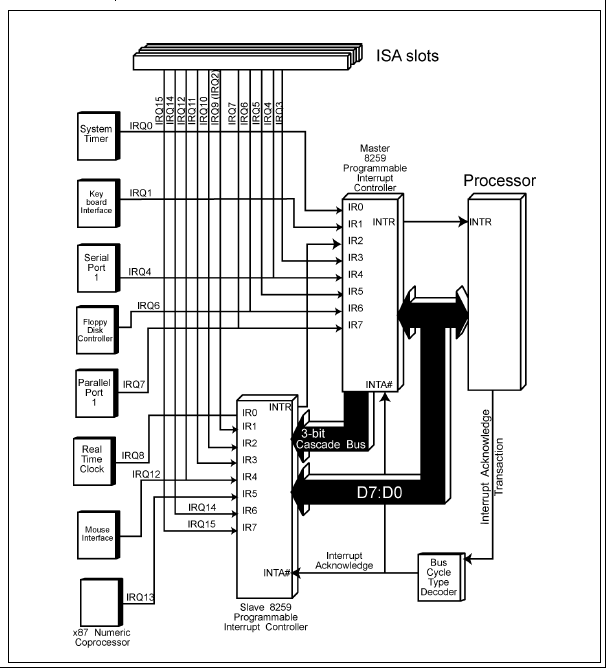 ISA slots
IRQ15
IRQ14
IRQ12
IRQ11
IRQ10
IRQ9 (IRQ2)
IRQ7
IRQ6
IRQ5
IRQ4
IRQ3
System
Timer
IRQ0
Key
board
Interface
IRQ1
Serial
Port
1
IRQ4
Floppy
Disk
Controller
IRQ6
Parallel
Port
1
IRQ7
Real
Time
Clock
IRQ8
Mouse
Interface
IRQ12
x87 Numeric
Coprocessor
IRQ13
IRQ14
IRQ15
Master
8259
Programmable
Interrupt
Controller
IR0
IR1
IR2
IR3
IR4
IR5
IR6
IR7
INTR
INTA#
Processor
INTR
IR0
IR1
IR2
IR3
IR4
IR5
IR6
IR7
INTR
INTA#
Slave 8259
Programmable
Interrupt Controller
3-bit
Cascade Bus
D7:D0
Interrupt Acknowledge
Transaction
Interrupt
Acknowledge
Bus
Cycle
Type
Decoder